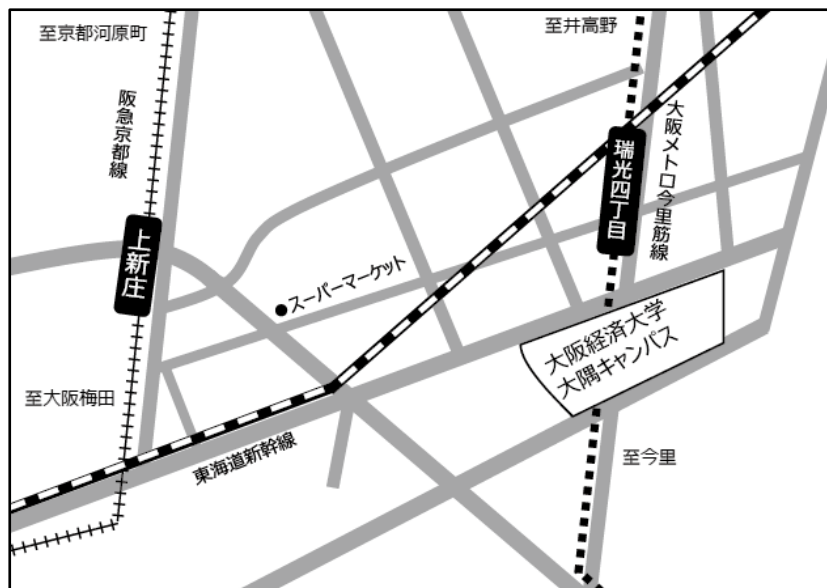 至京都河原町
至井高野
阪急京都線
大阪メトロ今里筋線
瑞光四丁目
上新庄
スーパーマーケット
大阪経済大学
大隅キャンパス
至大阪梅田
東海道新幹線
至今里